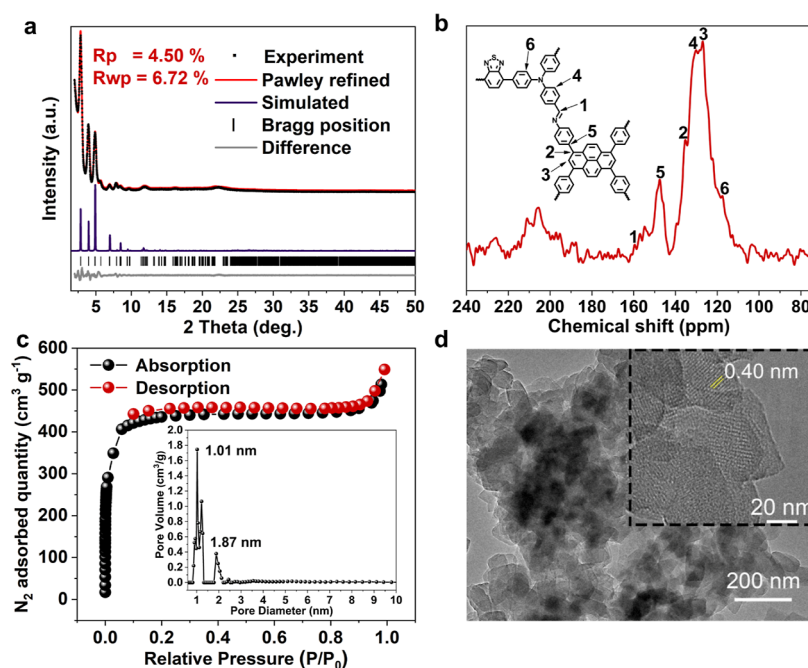 a
Rp = 4.50 %
Rwp = 6.72 %
Experiment
Pawley refined
Simulated
Bragg position
Difference
Intensity (a.u.)
5 10 15 20 25 30 35 40 45 50
2 Theta (deg.)
b
6
4
1
5
2
3
N S N
N
N
1
5
2
4
3
6
240 220 200 180 160 140 120 100 80
Chemical shift (ppm)
c
600
500
400
300
200
100
0
N2 adsorbed quantity (cm3 g-1)
Absorption
Desorption
2.0
1.8
1.6
1.4
1.2
1.0
0.8
0.6
0.4
0.2
0.0
Pore Volume (cm3/g)
1.01 nm
1.87 nm
1 2 3 4 5 6 7 8 9 10
Pore Diameter (nm)
0.0 0.2 0.4 0.6 0.8 1.0
Relative Pressure (P/P0)
d
0.40 nm
20 nm
200 nm